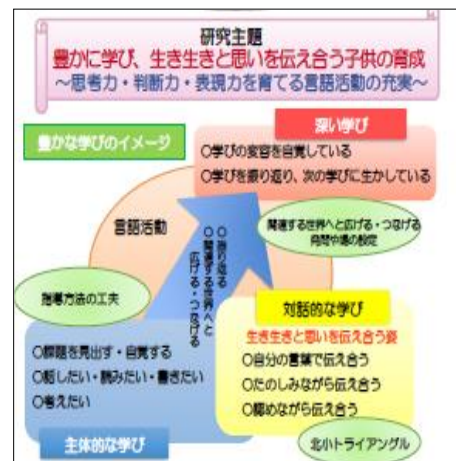 研究主題
豊かに学び、生き生きと思いを伝え合う子供の育成
～思考力・判断力・表現力を育てる言語活動の充実～
豊かな学びのイメージ
深い学び
○学びの変容を自覚している
○学びを振り返り、次の学びに生かしている
言語活動
関連する世界へと広げる・つなげる
時間や場の設定
○振り返る
○関連する世界へと
広げる・つなげる
指導方法の工夫
対話的な学び
生き生きと思いを伝え合う姿
○自分の言葉で伝え合う
○たのしみながら伝え合う
○認めながら伝え合う
○課題を見出す・自覚する
○話したい・読みたい・書きたい
○考えたい
主体的な学び
北小トライアングル